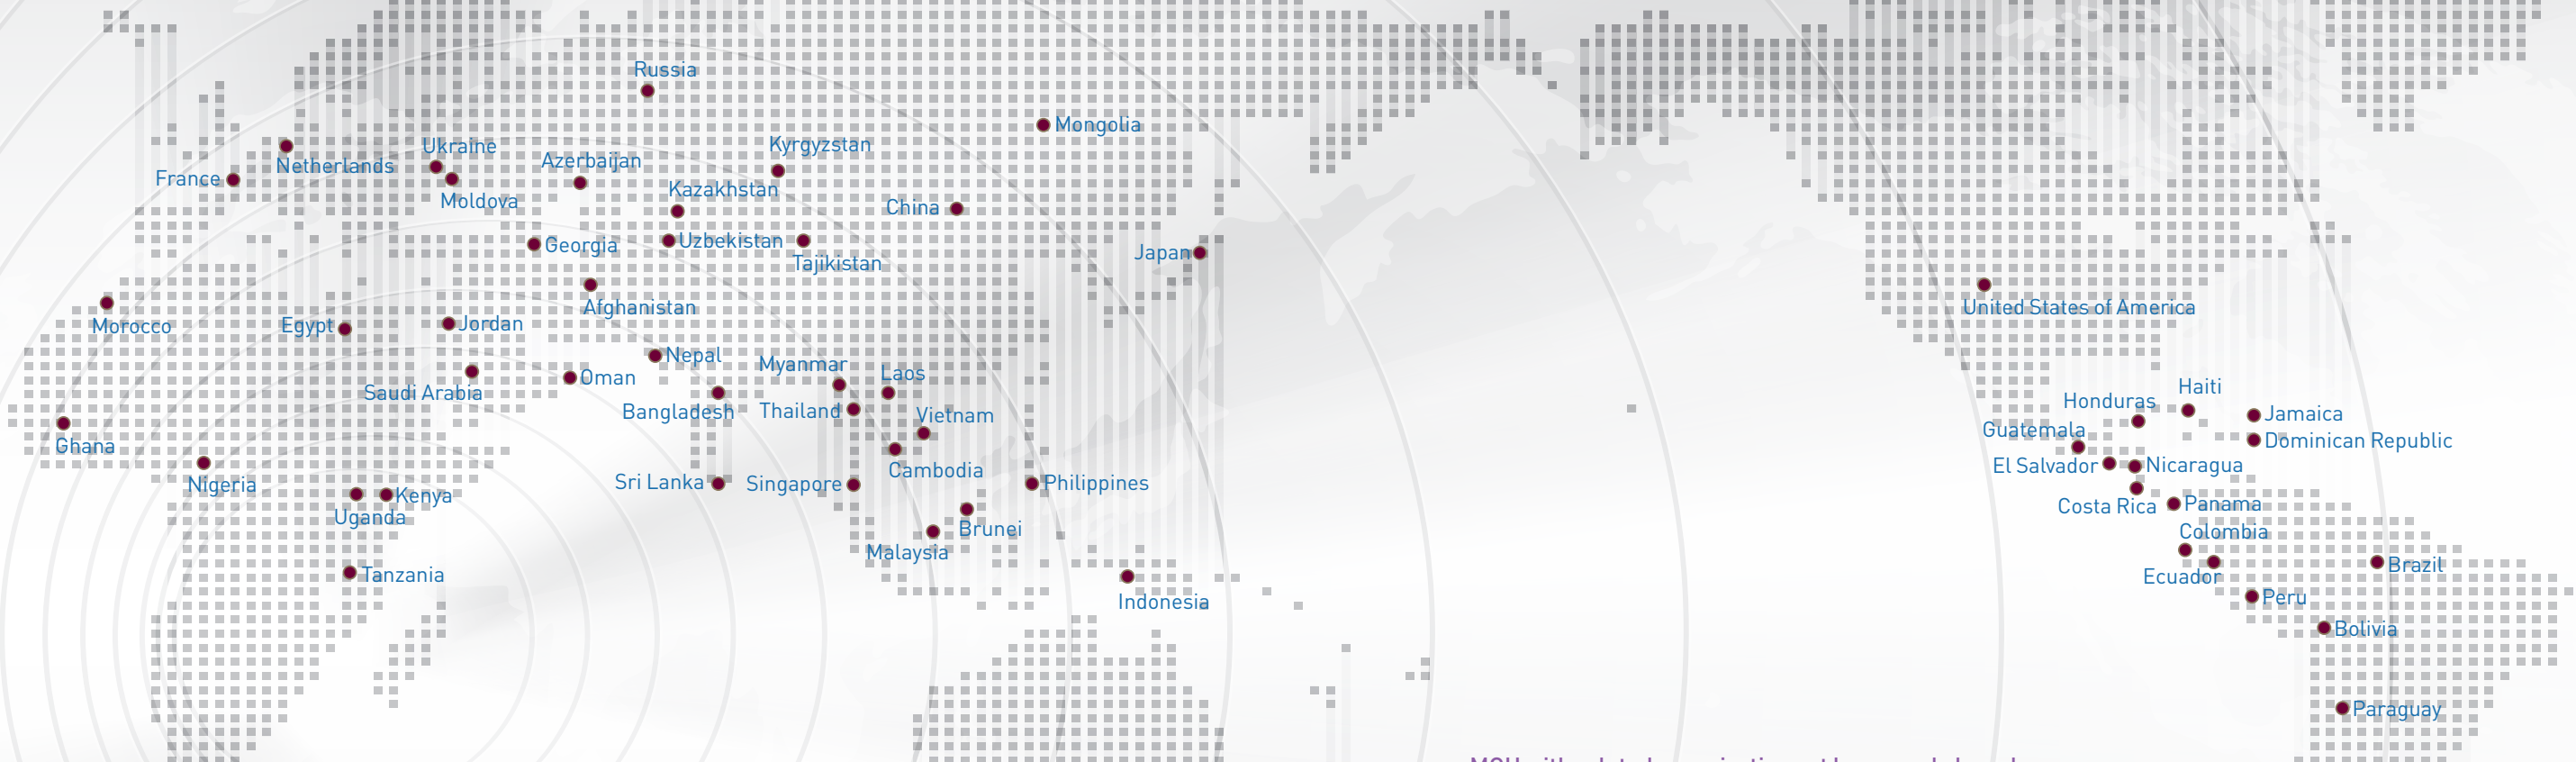 Russia
Mongolia
Kyrgyzstan
Ukraine
Azerbaijan
Netherlands
France
Kazakhstan
Moldova
China
Uzbekistan
Georgia
Japan
Tajikistan
Afghanistan
United States of America
Morocco
Egypt
Jordan
Nepal
Myanmar
Laos
Oman
Haiti
Saudi Arabia
Honduras
Bangladesh
Thailand
Vietnam
Jamaica
Guatemala
Dominican Republic
Ghana
El Salvador
Nicaragua
Cambodia
Nigeria
Sri Lanka
Singapore
Philippines
Kenya
Costa Rica
Panama
Uganda
Brunei
Colombia
Malaysia
Brazil
Tanzania
Ecuador
Peru
Indonesia
Bolivia
Paraguay